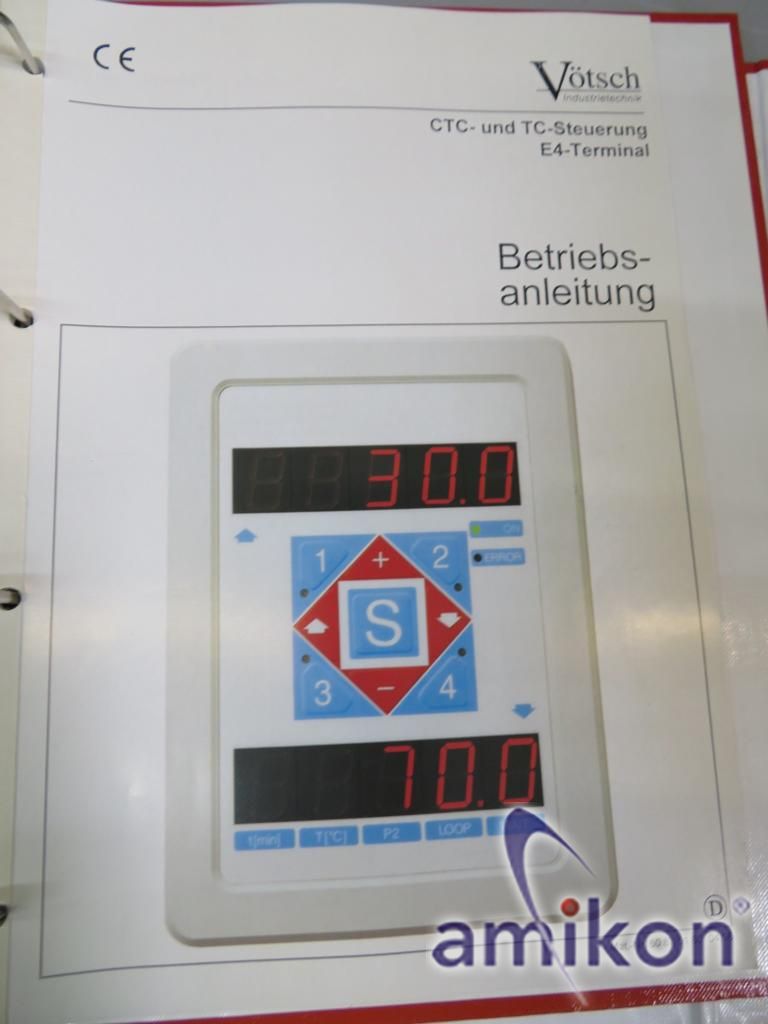 CE
Vötsch
Industrietechnik
CTC- und TC-Steuerung
E4-Terminal
Betriebs-
anleitung
30.0
ON
1 + 2
ERROR
S
3 − 4
70.0
t[min] T[°C] P2 LOOP
D
amikon